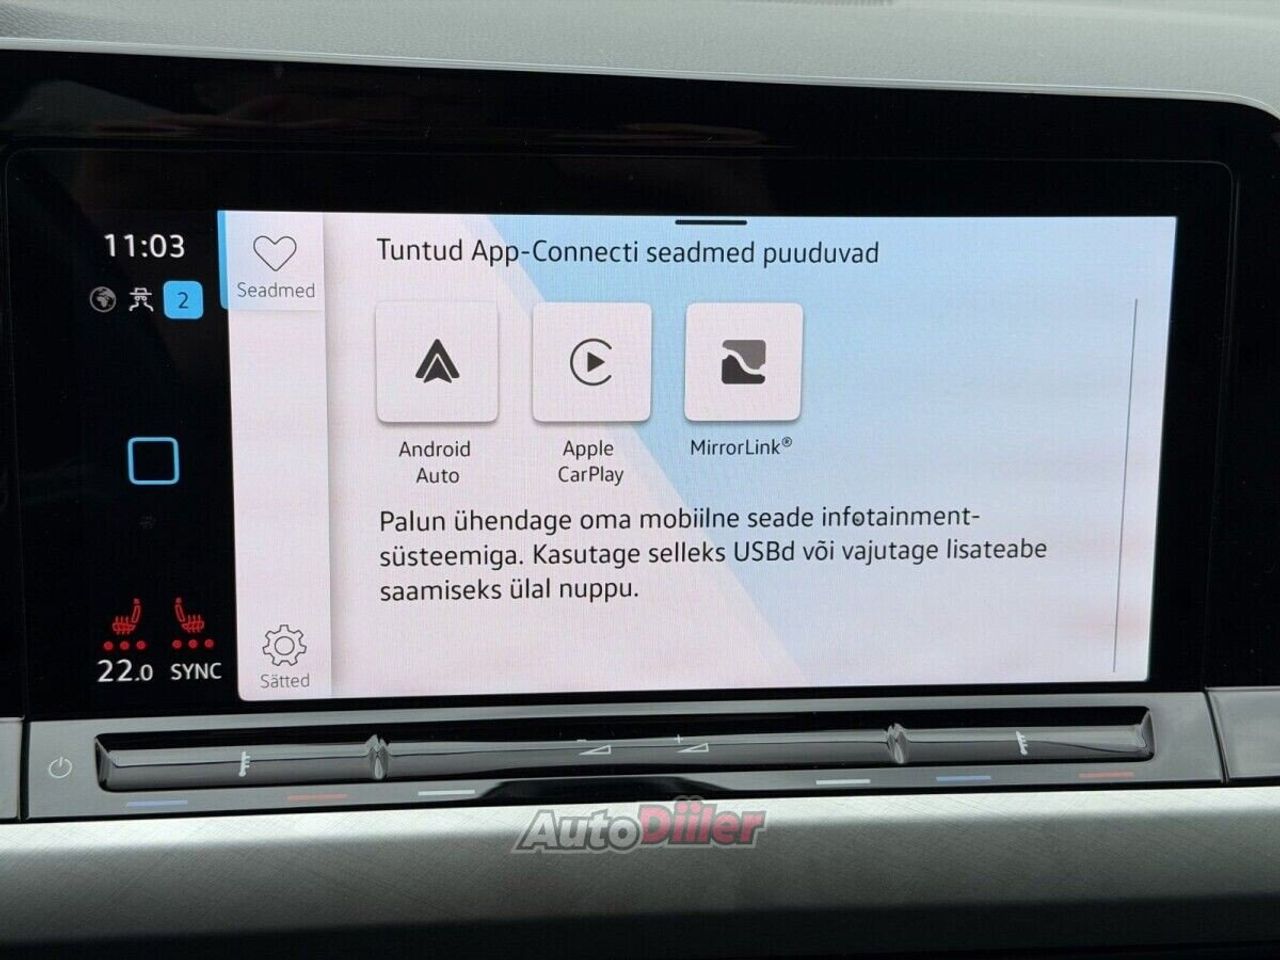 11:03
2
Seadmed
Tuntud App-Connecti seadmed puuduvad
Android
Auto
Apple
CarPlay
MirrorLink®
Palun ühendage oma mobiilne seade infotainment-
süsteemiga. Kasutage selleks USBd või vajutage lisateabe
saamiseks ülal nuppu.
22.0 SYNC
Sätted
AutoDiiler